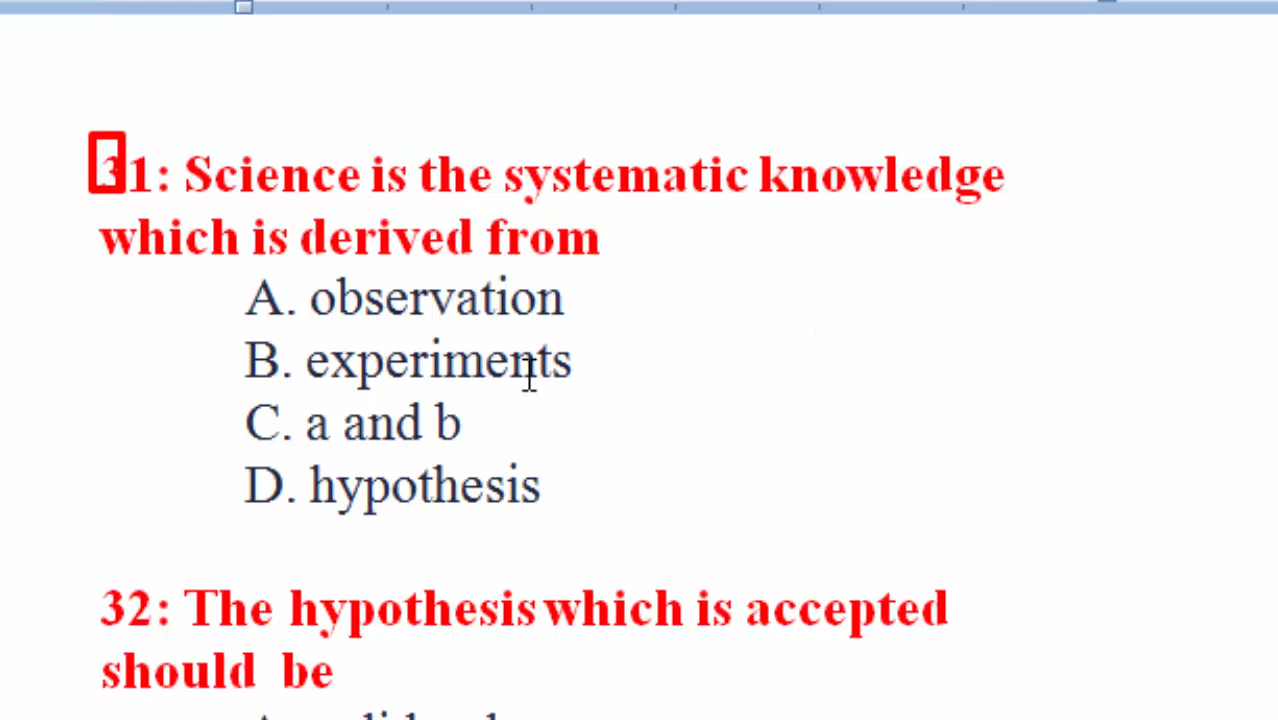 31: Science is the systematic knowledge
which is derived from
A. observation
B. experiments
C. a and b
D. hypothesis
32: The hypothesis which is accepted
should be